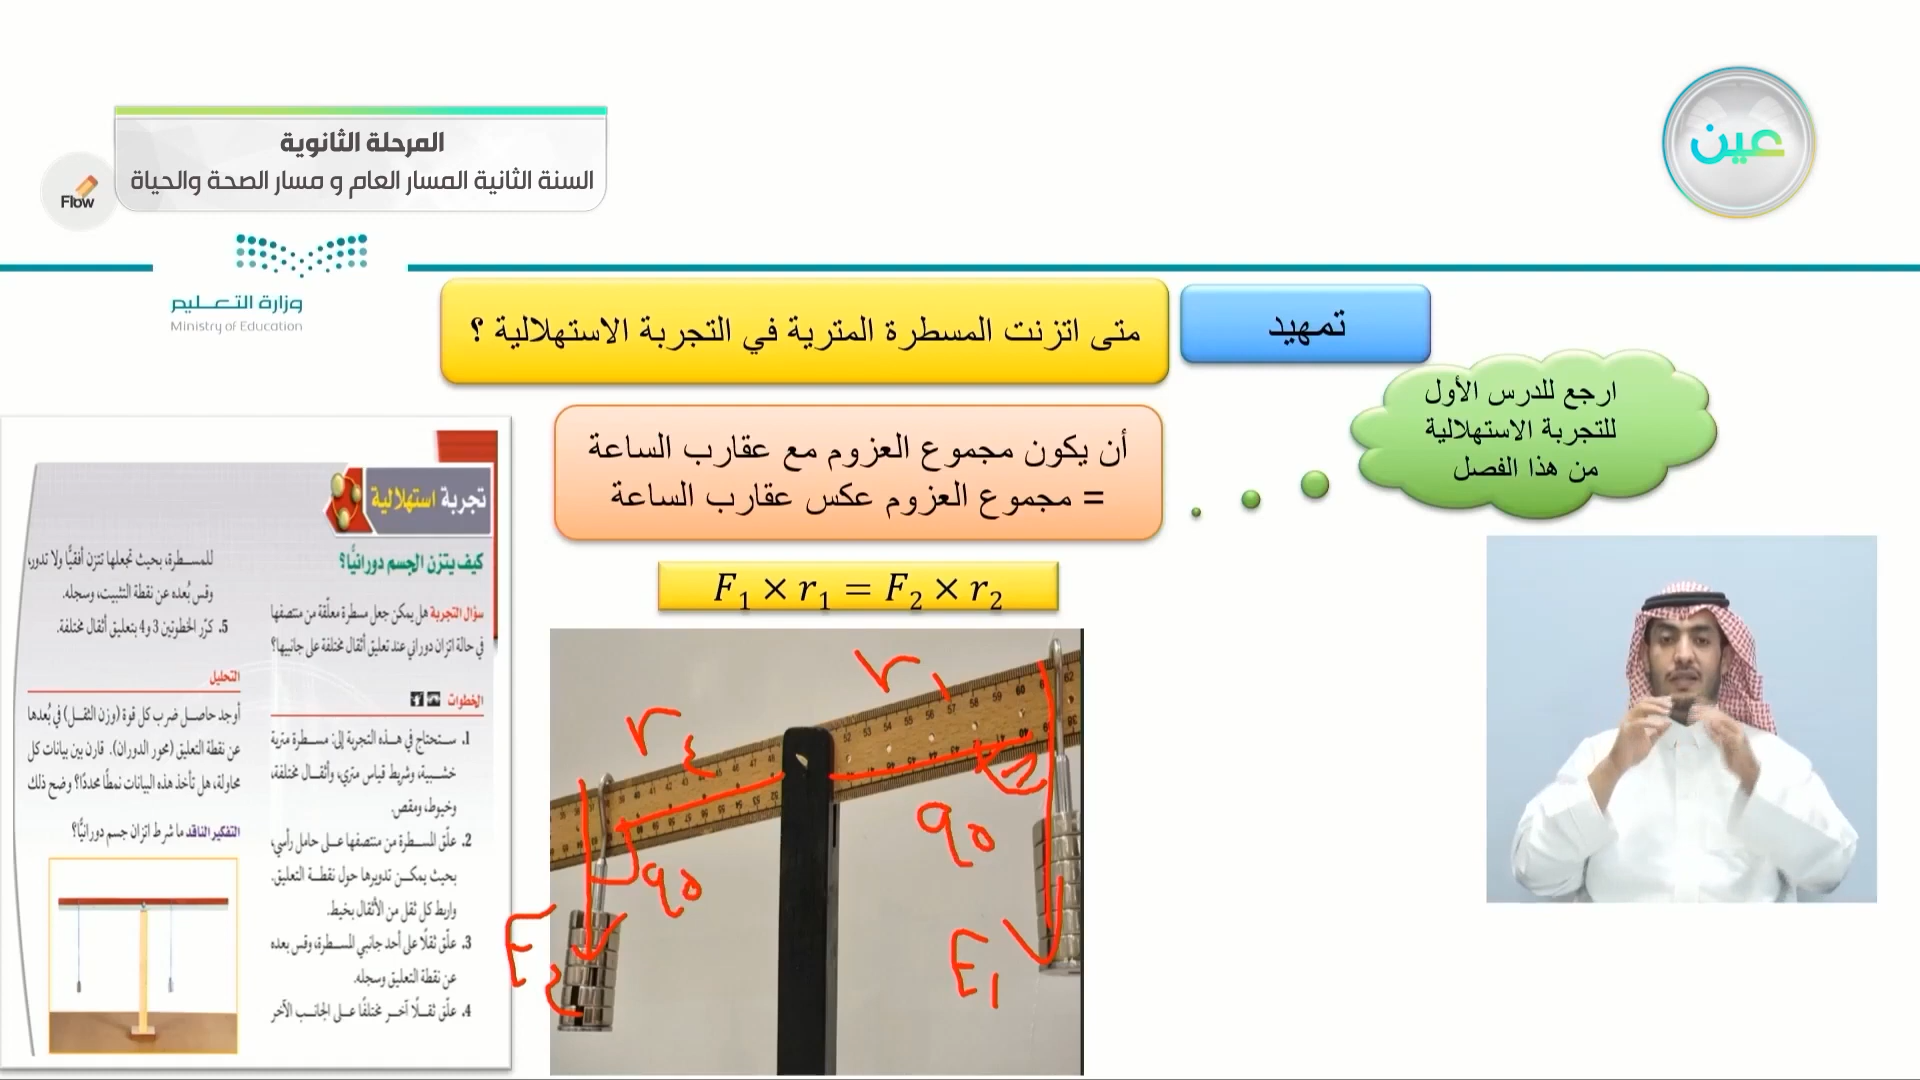 المرحلة الثانوية
السنة الثانية المسار العام و مسار الصحة والحياة
Flow
عين
وزارة التعليم
Ministry of Education
تمهيد
متى اتزنت المسطرة المترية في التجربة الاستهلالية ؟
ارجع للدرس الأول
للتجربة الاستهلالية
من هذا الفصل
أن يكون مجموع العزوم مع عقارب الساعة
= مجموع العزوم عكس عقارب الساعة
F₁ × r₁ = F₂ × r₂
تجربة استهلالية
كيف يتزن الجسم دورانيًّا؟
سؤال التجربة هل يمكن جعل مسطرة معلّقة من منتصفها
في حالة اتزان دوراني عند تعليق أثقال مختلفة على جانبيها؟
الخطوات
1. ستحتاج في هذه التجربة إلى: مسطرة مترية
خشبية، وشريط قياس متري، وأثقال مختلفة،
وخيوط، ومقص.
2. علّق المسطرة من منتصفها على حامل رأسي،
بحيث يمكن تدويرها حول نقطة التعليق.
واربط كل ثقل من الأثقال بخيط.
3. علّق ثقلًا على أحد جانبي المسطرة، وقس بعده
عن نقطة التعليق وسجله.
4. علّق ثقلًا آخر مختلفًا على الجانب الآخر
للمسطرة، بحيث تجعلها تتزن أفقيًّا ولا تدور،
وقس بُعده عن نقطة التثبيت، وسجله.
5. كرّر الخطوتين 3 و4 بتعليق أثقال مختلفة.
التحليل
أوجد حاصل ضرب كل قوة (وزن الثقل) في بُعدها
عن نقطة التعليق (محور الدوران). قارن بين بيانات كل
محاولة، هل تأخذ هذه البيانات نمطًا محددًا؟ وضح ذلك
التفكير الناقد ما شرط اتزان جسم دورانيًّا؟
r₁
r₂
90
90
F₂
F₁